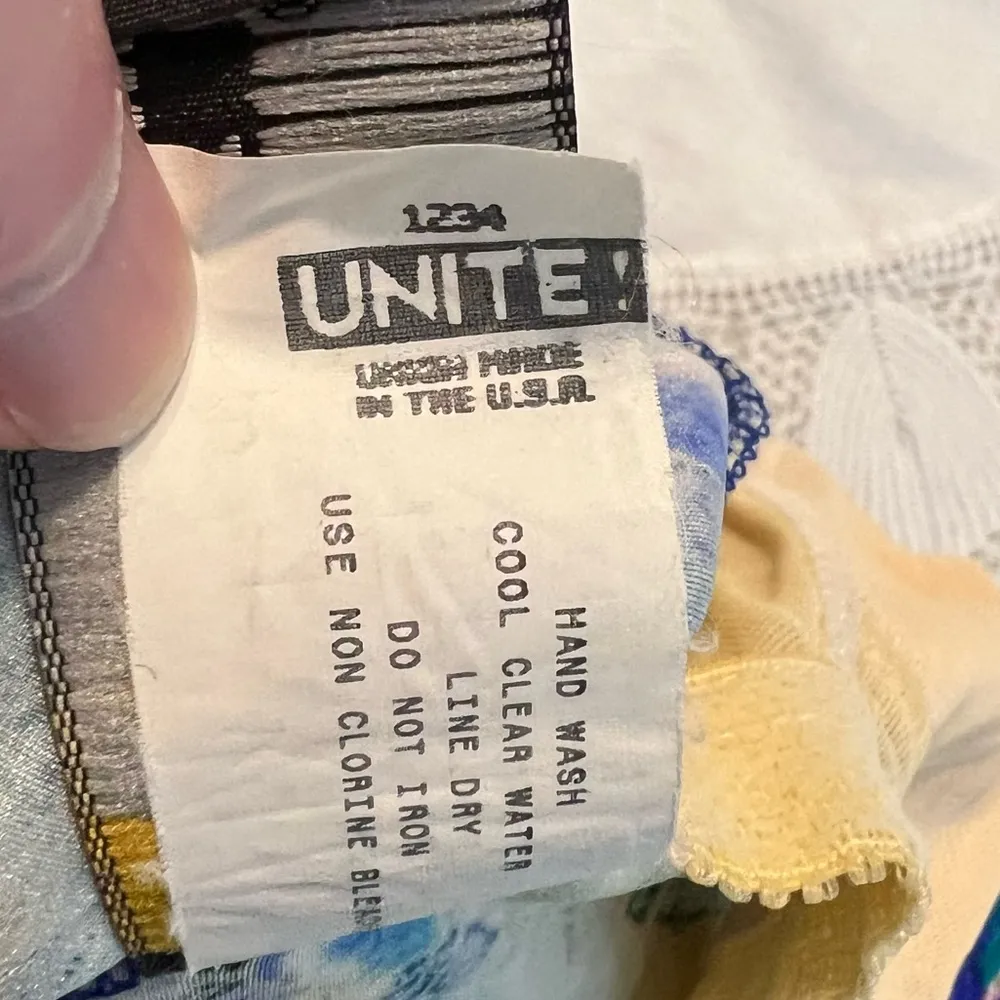 1234
UNITE!
UNION MADE
IN THE U.S.A.
HAND WASH
COOL CLEAR WATER
LINE DRY
DO NOT IRON
USE NON CLORINE